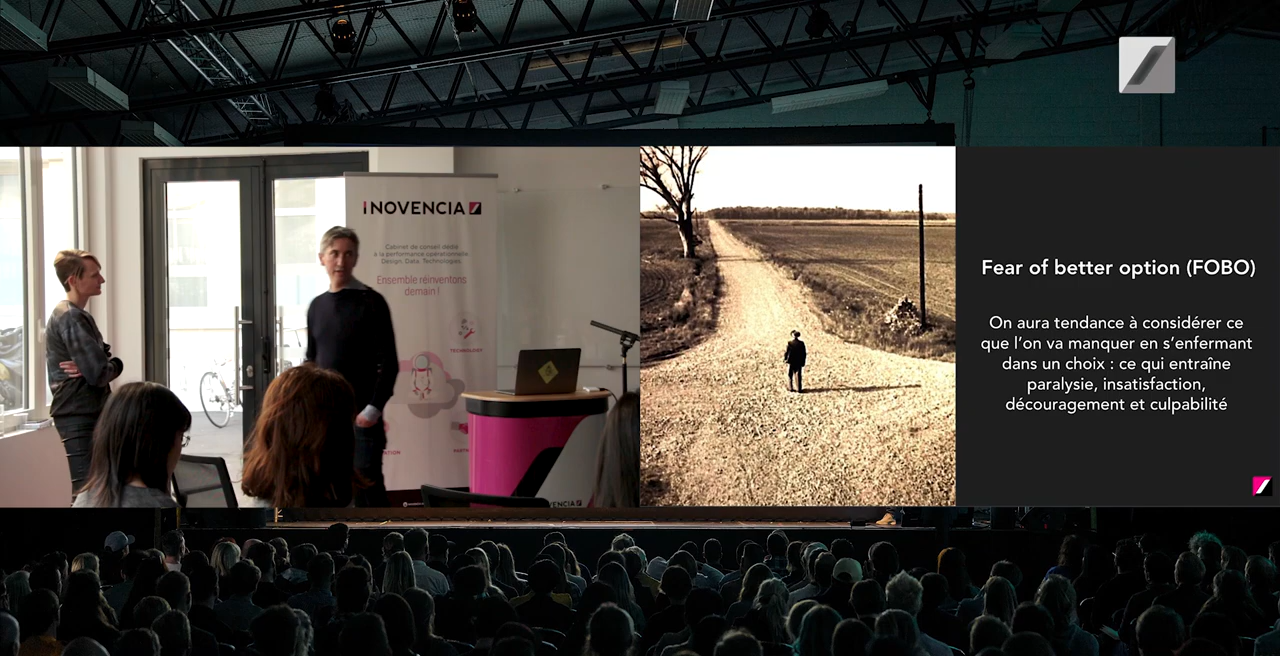 INOVENCIA
Cabinet de conseil dédié
à la performance opérationnelle
Design, Data, Technologies
Ensemble réinventons
demain !
TECHNOLOGY
Fear of better option (FOBO)
On aura tendance à considérer ce
que l'on va manquer en s'enfermant
dans un choix : ce qui entraîne
paralysie, insatisfaction,
découragement et culpabilité